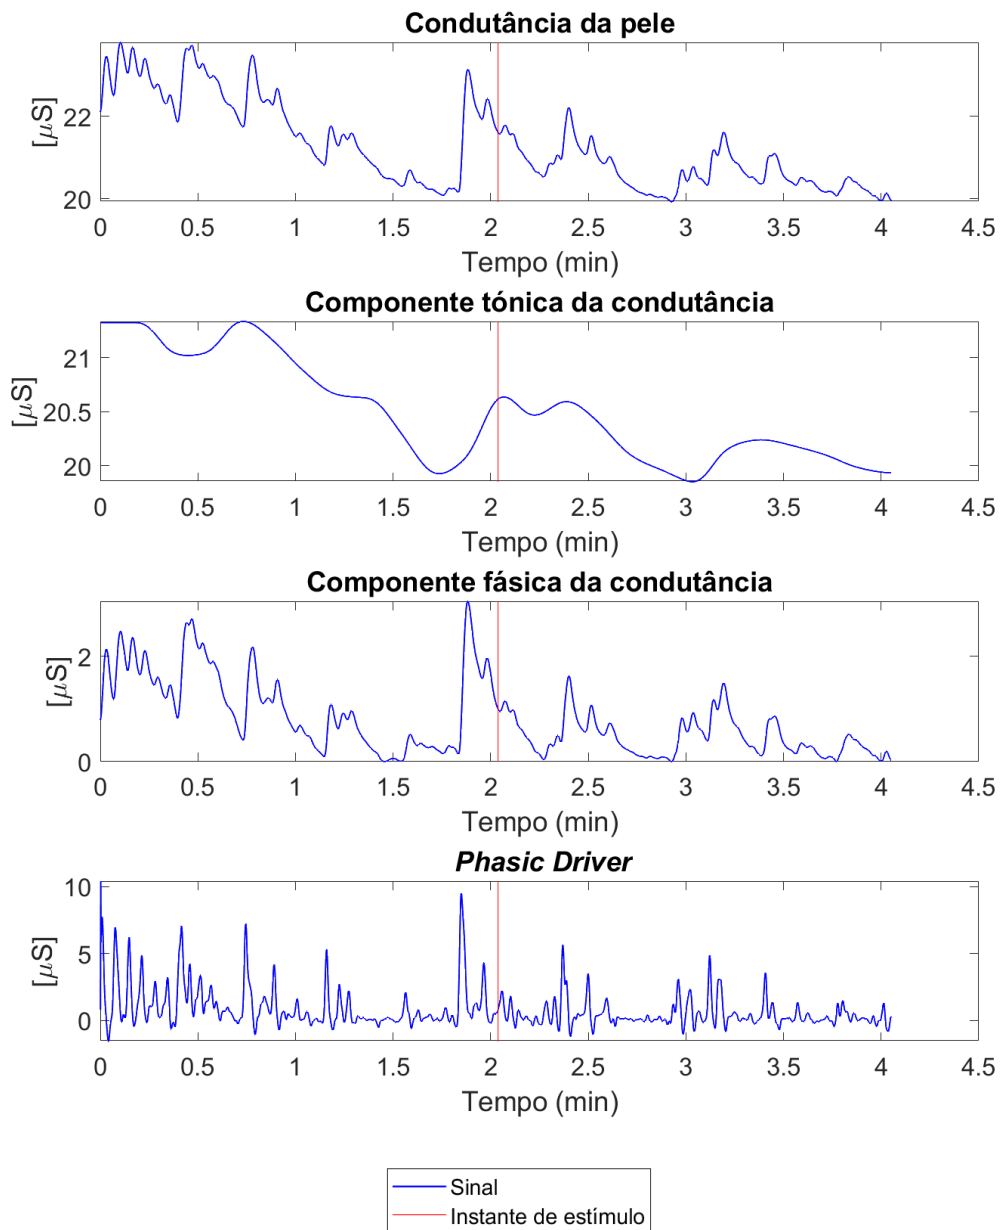 Condutância da pele
[μS]
22
20
0 0.5 1 1.5 2 2.5 3 3.5 4 4.5
Tempo (min)
Componente tónica da condutância
[μS]
21
20.5
20
0 0.5 1 1.5 2 2.5 3 3.5 4 4.5
Tempo (min)
Componente fásica da condutância
[μS]
2
0
0 0.5 1 1.5 2 2.5 3 3.5 4 4.5
Tempo (min)
Phasic Driver
[μS]
10
5
0
0 0.5 1 1.5 2 2.5 3 3.5 4 4.5
Tempo (min)
Sinal
Instante de estímulo